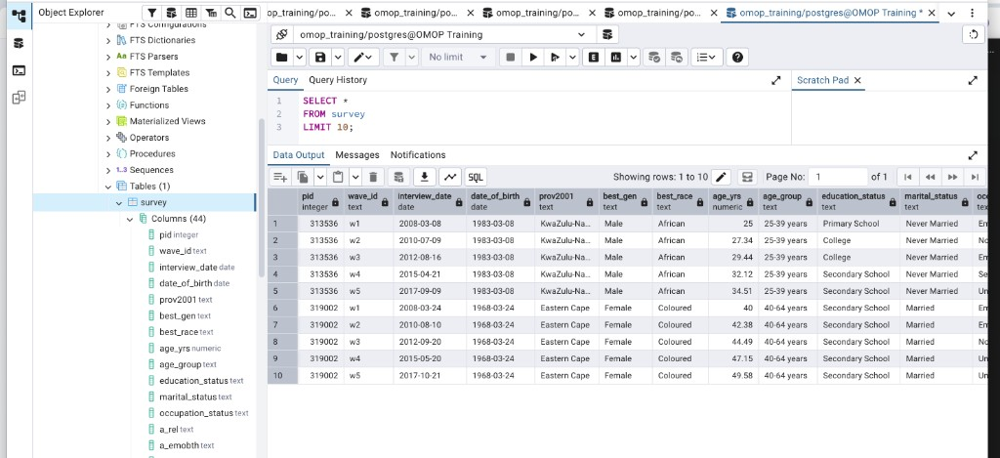 Object Explorer
op_training/po... omop_training/po... omop_training/po... omop_training/po... omop_training/postgres@OMOP Training *
omop_training/postgres@OMOP Training
No limit
Query Query History
Scratch Pad
1 SELECT *
2 FROM survey
3 LIMIT 10;
FTS Configurations
FTS Dictionaries
Aa FTS Parsers
FTS Templates
Foreign Tables
Functions
Materialized Views
Operators
Procedures
1..3 Sequences
Tables (1)
survey
Columns (44)
pid integer
wave_id text
interview_date date
date_of_birth date
prov2001 text
best_gen text
best_race text
age_yrs numeric
age_group text
education_status text
marital_status text
occupation_status text
a_rel text
a_emobth text
Data Output Messages Notifications
SQL
Showing rows: 1 to 10 Page No: 1 of 1
pid integer wave_id text interview_date date date_of_birth date prov2001 text best_gen text best_race text age_yrs numeric age_group text education_status text marital_status text occ text
1 313536 w1 2008-03-08 1983-03-08 KwaZulu-Na... Male African 25 25-39 years Primary School Never Married
2 313536 w2 2010-07-09 1983-03-08 KwaZulu-Na... Male African 27.34 25-39 years College Never Married
3 313536 w3 2012-08-16 1983-03-08 KwaZulu-Na... Male African 29.44 25-39 years College Never Married
4 313536 w4 2015-04-21 1983-03-08 KwaZulu-Na... Male African 32.12 25-39 years Secondary School Never Married
5 313536 w5 2017-09-09 1983-03-08 KwaZulu-Na... Male African 34.51 25-39 years Secondary School Never Married
6 319002 w1 2008-03-24 1968-03-24 Eastern Cape Female Coloured 40 40-64 years Secondary School Married
7 319002 w2 2010-08-10 1968-03-24 Eastern Cape Female Coloured 42.38 40-64 years Secondary School Married
8 319002 w3 2012-09-20 1968-03-24 Eastern Cape Female Coloured 44.49 40-64 years Secondary School Married
9 319002 w4 2015-05-20 1968-03-24 Eastern Cape Female Coloured 47.15 40-64 years Secondary School Married
10 319002 w5 2017-10-21 1968-03-24 Eastern Cape Female Coloured 49.58 40-64 years Secondary School Married